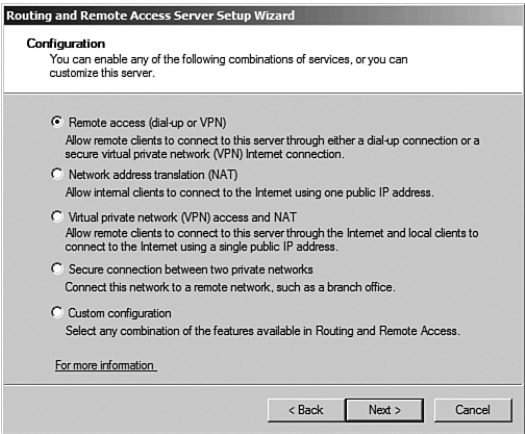 Routing and Remote Access Server Setup Wizard
Configuration
You can enable any of the following combinations of services, or you can
customize this server.
Remote access (dial-up or VPN)
Allow remote clients to connect to this server through either a dial-up connection or a
secure virtual private network (VPN) Internet connection.
Network address translation (NAT)
Allow internal clients to connect to the Internet using one public IP address.
Virtual private network (VPN) access and NAT
Allow remote clients to connect to this server through the Internet and local clients to
connect to the Internet using a single public IP address.
Secure connection between two private networks
Connect this network to a remote network, such as a branch office.
Custom configuration
Select any combination of the features available in Routing and Remote Access.
For more information
< Back Next > Cancel